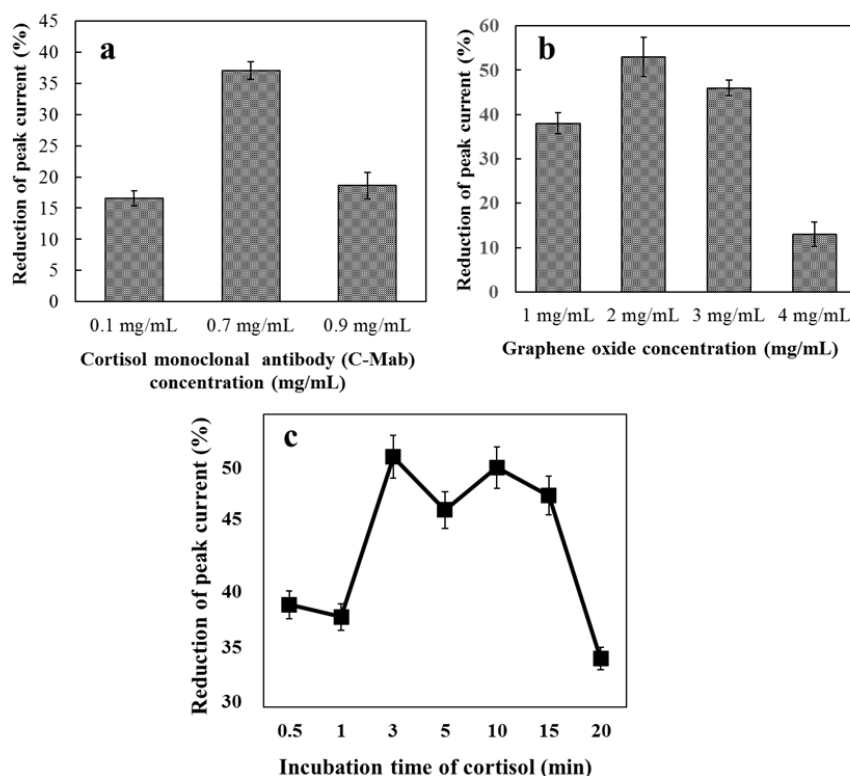 a
Reduction of peak current (%)
45
40
35
30
25
20
15
10
5
0
0.1 mg/mL 0.7 mg/mL 0.9 mg/mL
Cortisol monoclonal antibody (C-Mab)
concentration (mg/mL)
b
Reduction of peak current (%)
60
50
40
30
20
10
0
1 mg/mL 2 mg/mL 3 mg/mL 4 mg/mL
Graphene oxide concentration (mg/mL)
c
Reduction of peak current (%)
50
45
40
35
30
0.5 1 3 5 10 15 20
Incubation time of cortisol (min)